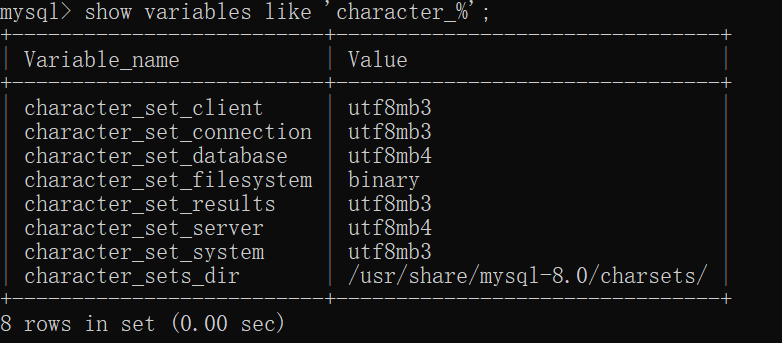 mysql> show variables like 'character_%';
+--------------------------+--------------------------------+
| Variable_name            | Value                          |
+--------------------------+--------------------------------+
| character_set_client     | utf8mb3                        |
| character_set_connection | utf8mb3                        |
| character_set_database   | utf8mb4                        |
| character_set_filesystem | binary                         |
| character_set_results    | utf8mb3                        |
| character_set_server     | utf8mb4                        |
| character_set_system     | utf8mb3                        |
| character_sets_dir       | /usr/share/mysql-8.0/charsets/ |
+--------------------------+--------------------------------+
8 rows in set (0.00 sec)